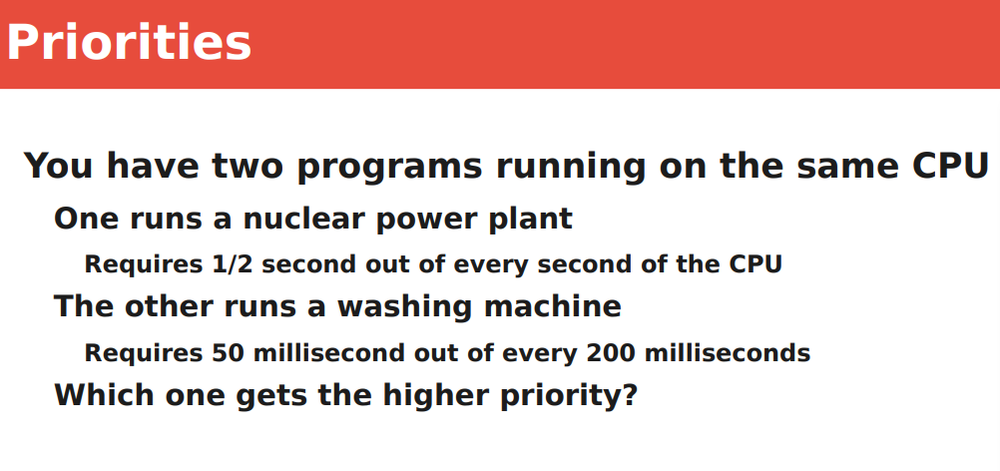 Priorities
You have two programs running on the same CPU
One runs a nuclear power plant
Requires 1/2 second out of every second of the CPU
The other runs a washing machine
Requires 50 millisecond out of every 200 milliseconds
Which one gets the higher priority?